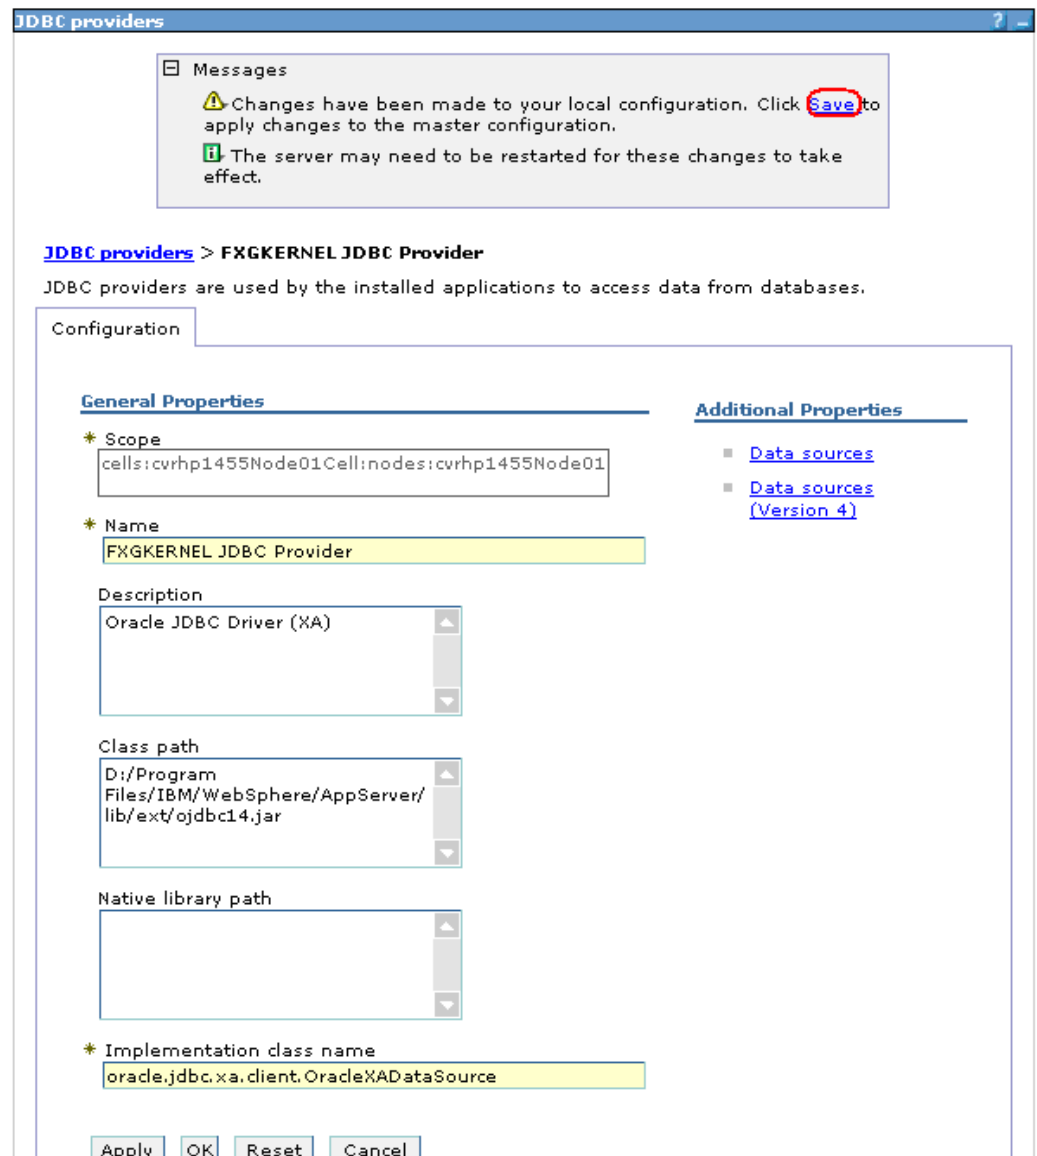 JDBC providers
? _
Messages
Changes have been made to your local configuration. Click Save to
apply changes to the master configuration.
The server may need to be restarted for these changes to take
effect.
JDBC providers > FXGKERNEL JDBC Provider
JDBC providers are used by the installed applications to access data from databases.
Configuration
General Properties
* Scope
cells:cvrhp1455Node01Cell:nodes:cvrhp1455Node01
* Name
FXGKERNEL JDBC Provider
Description
Oracle JDBC Driver (XA)
Class path
D:/Program
Files/IBM/WebSphere/AppServer/
lib/ext/ojdbc14.jar
Native library path
* Implementation class name
oracle.jdbc.xa.client.OracleXADataSource
Apply OK Reset Cancel
Additional Properties
Data sources
Data sources
(Version 4)